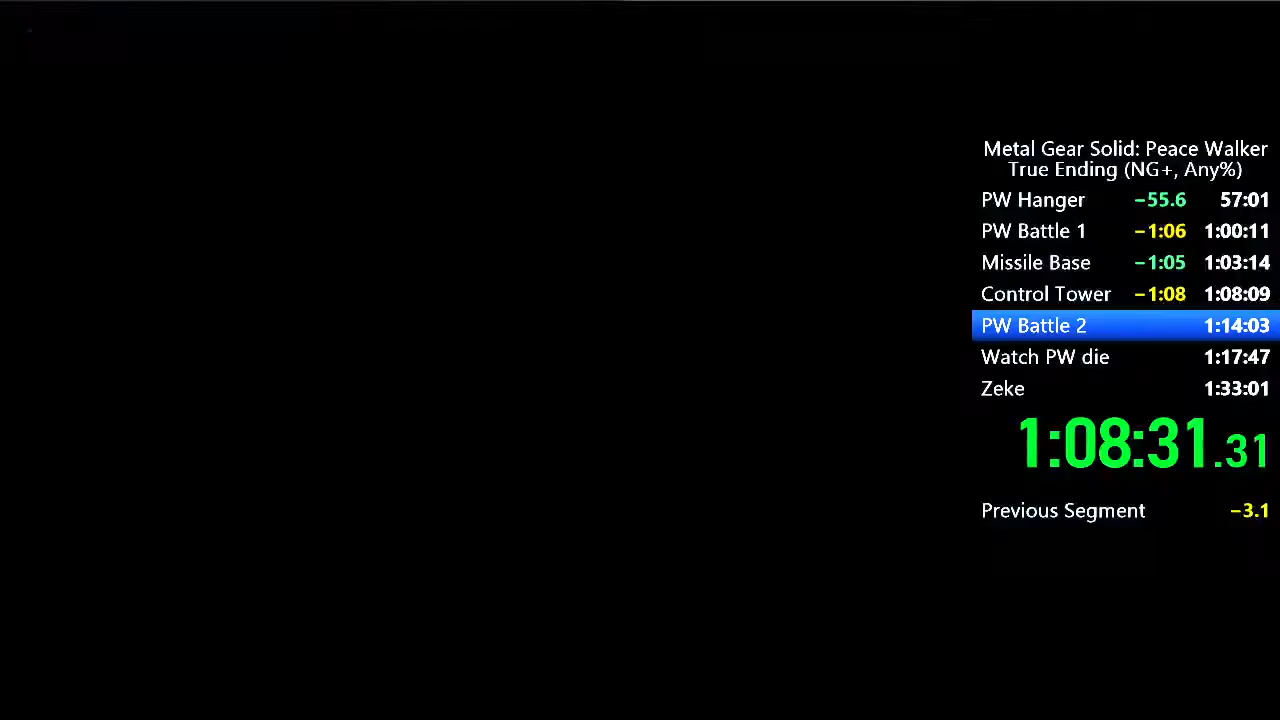 Metal Gear Solid: Peace Walker
True Ending (NG+, Any%)
PW Hanger −55.6 57:01
PW Battle 1 −1:06 1:00:11
Missile Base −1:05 1:03:14
Control Tower −1:08 1:08:09
PW Battle 2 1:14:03
Watch PW die 1:17:47
Zeke 1:33:01
1:08:31.31
Previous Segment −3.1